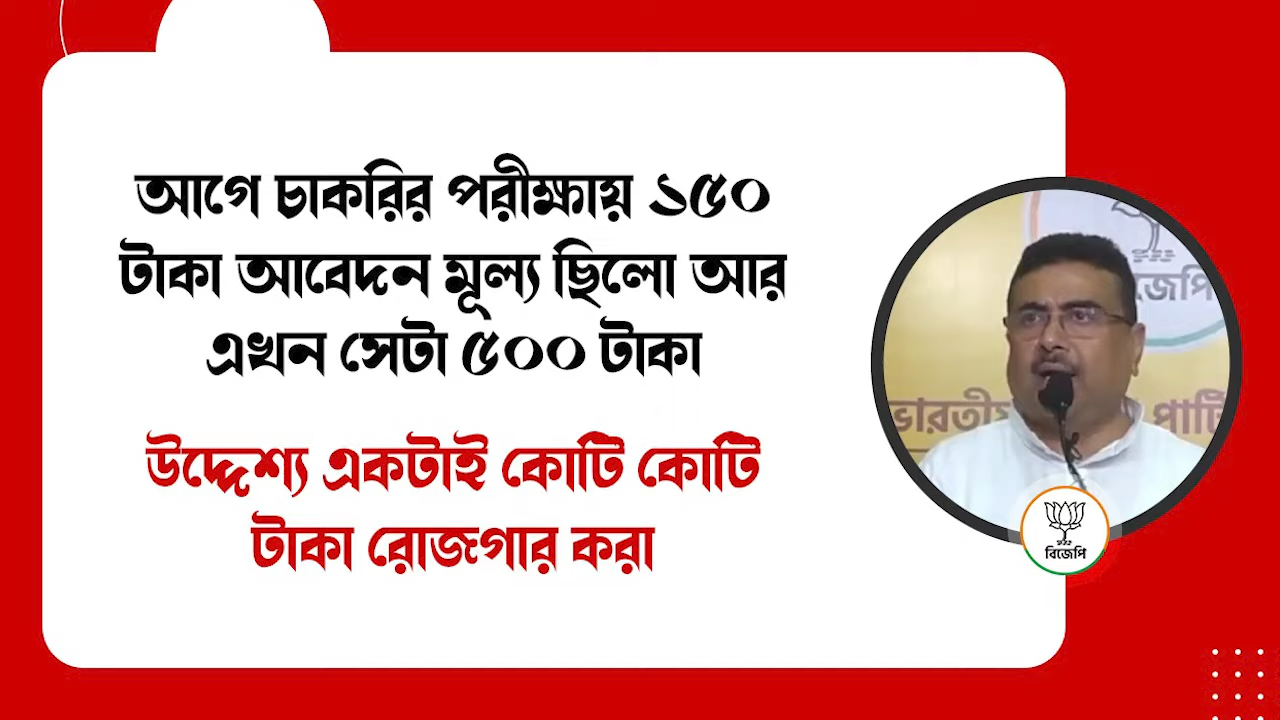 আগে চাকরির পরীক্ষায় ১৫০
টাকা আবেদন মূল্য ছিলো আর
এখন সেটা ৫০০ টাকা
উদ্দেশ্য একটাই কোটি কোটি
টাকা রোজগার করা
বিজেপি
পার্টি
বিজেপি